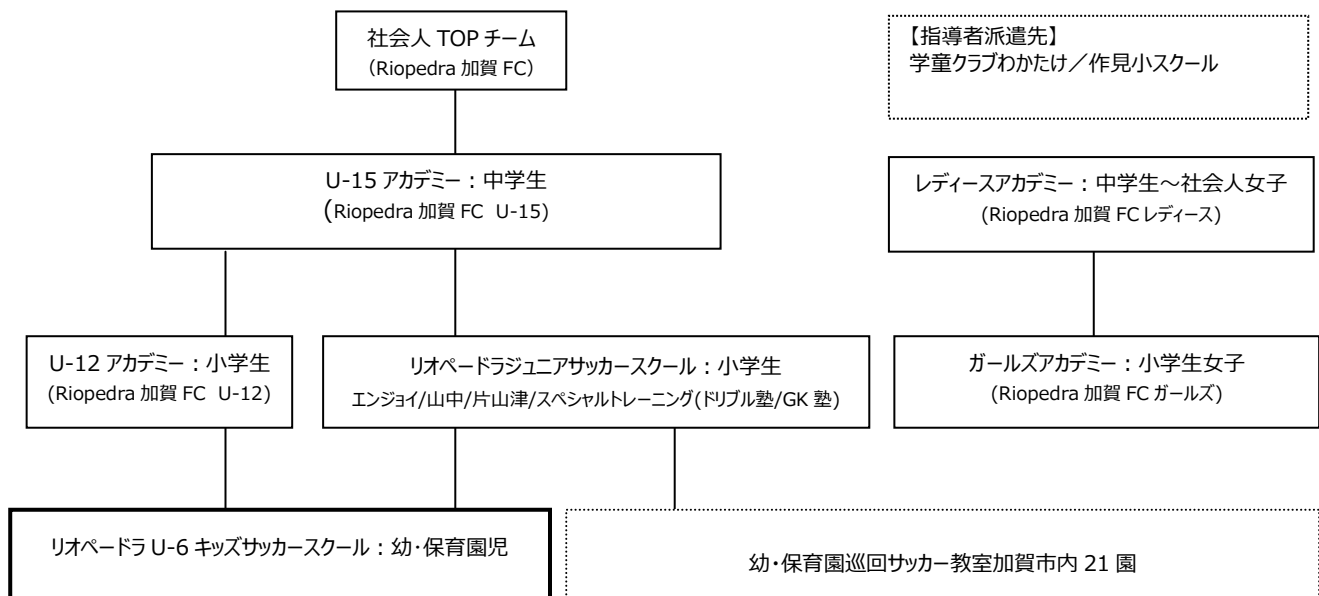 社会人 TOP チーム
(Riopedra 加賀 FC)
【指導者派遣先】
学童クラブわかたけ／作見小スクール
U-15 アカデミー：中学生
(Riopedra 加賀 FC U-15)
レディースアカデミー：中学生～社会人女子
(Riopedra 加賀 FC レディース)
U-12 アカデミー：小学生
(Riopedra 加賀 FC U-12)
リオペードラジュニアサッカースクール：小学生
エンジョイ/山中/片山津/スペシャルトレーニング(ドリブル塾/GK 塾)
ガールズアカデミー：小学生女子
(Riopedra 加賀 FC ガールズ)
リオペードラ U-6 キッズサッカースクール：幼・保育園児
幼・保育園巡回サッカー教室加賀市内 21 園